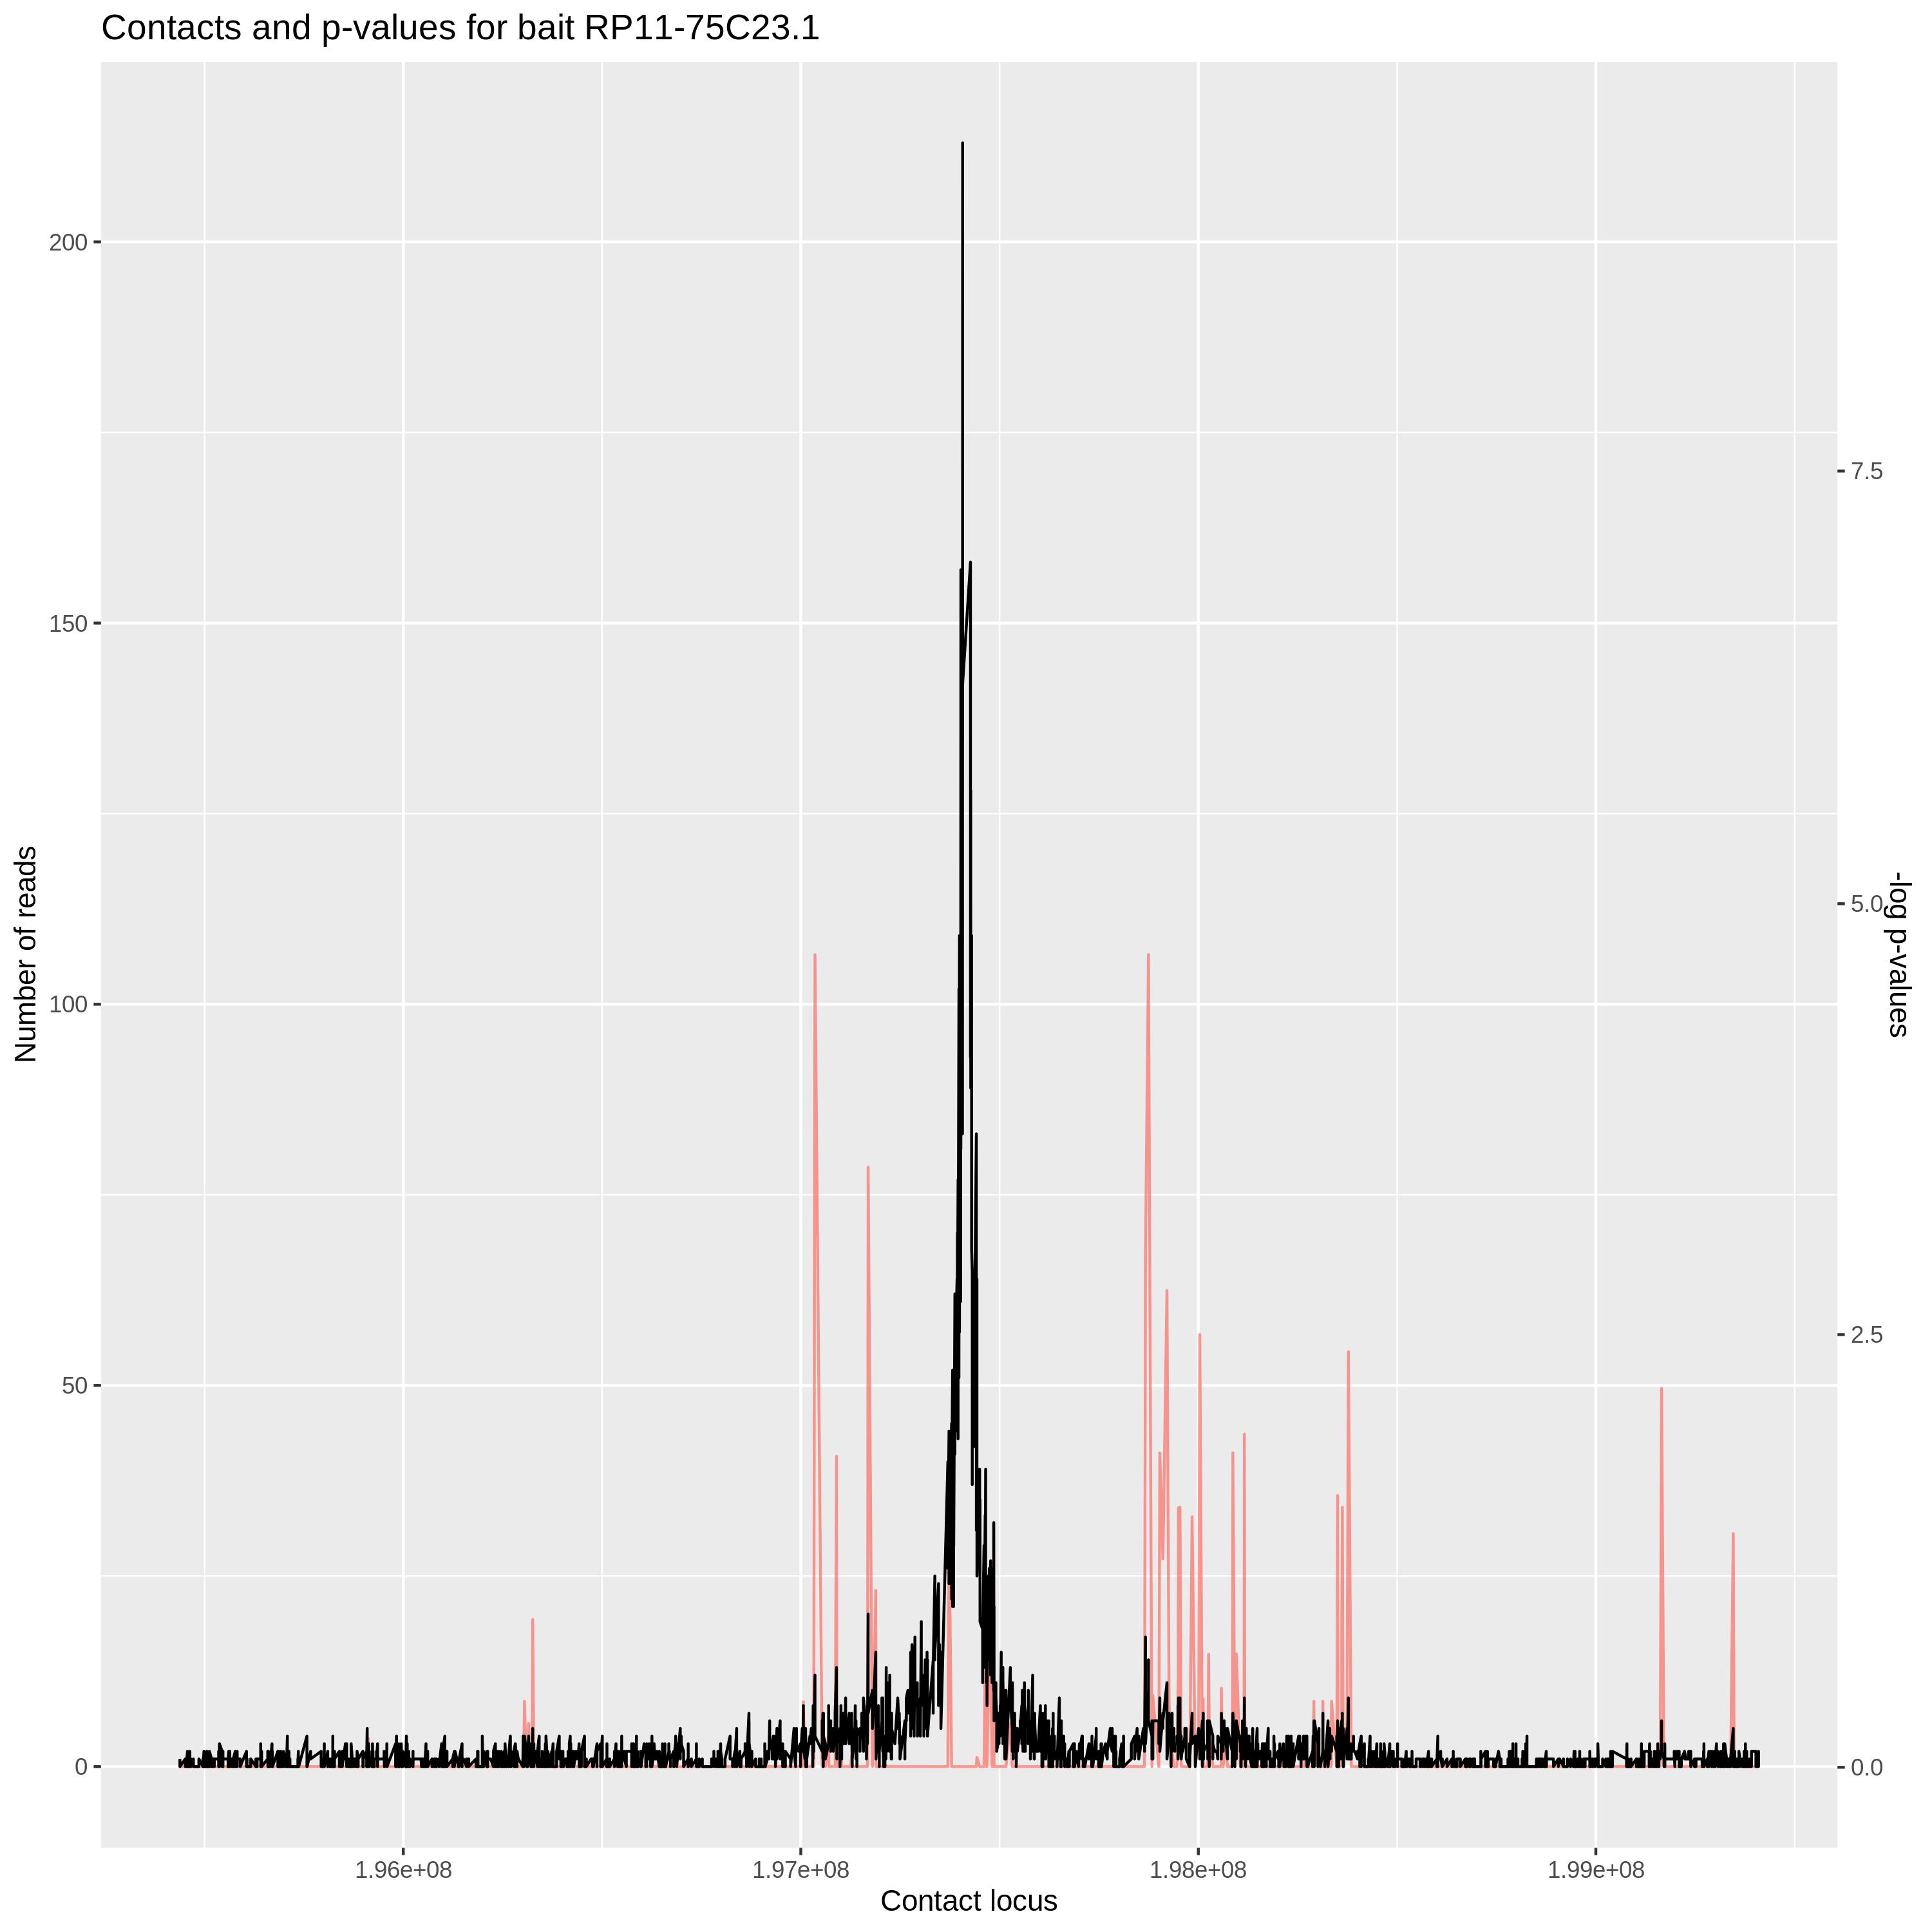 Contacts and p-values for bait RP11-75C23.1
200
150
100
50
0
Number of reads
7.5
5.0
2.5
0.0
-log p-values
1.96e+08
1.97e+08
1.98e+08
1.99e+08
Contact locus